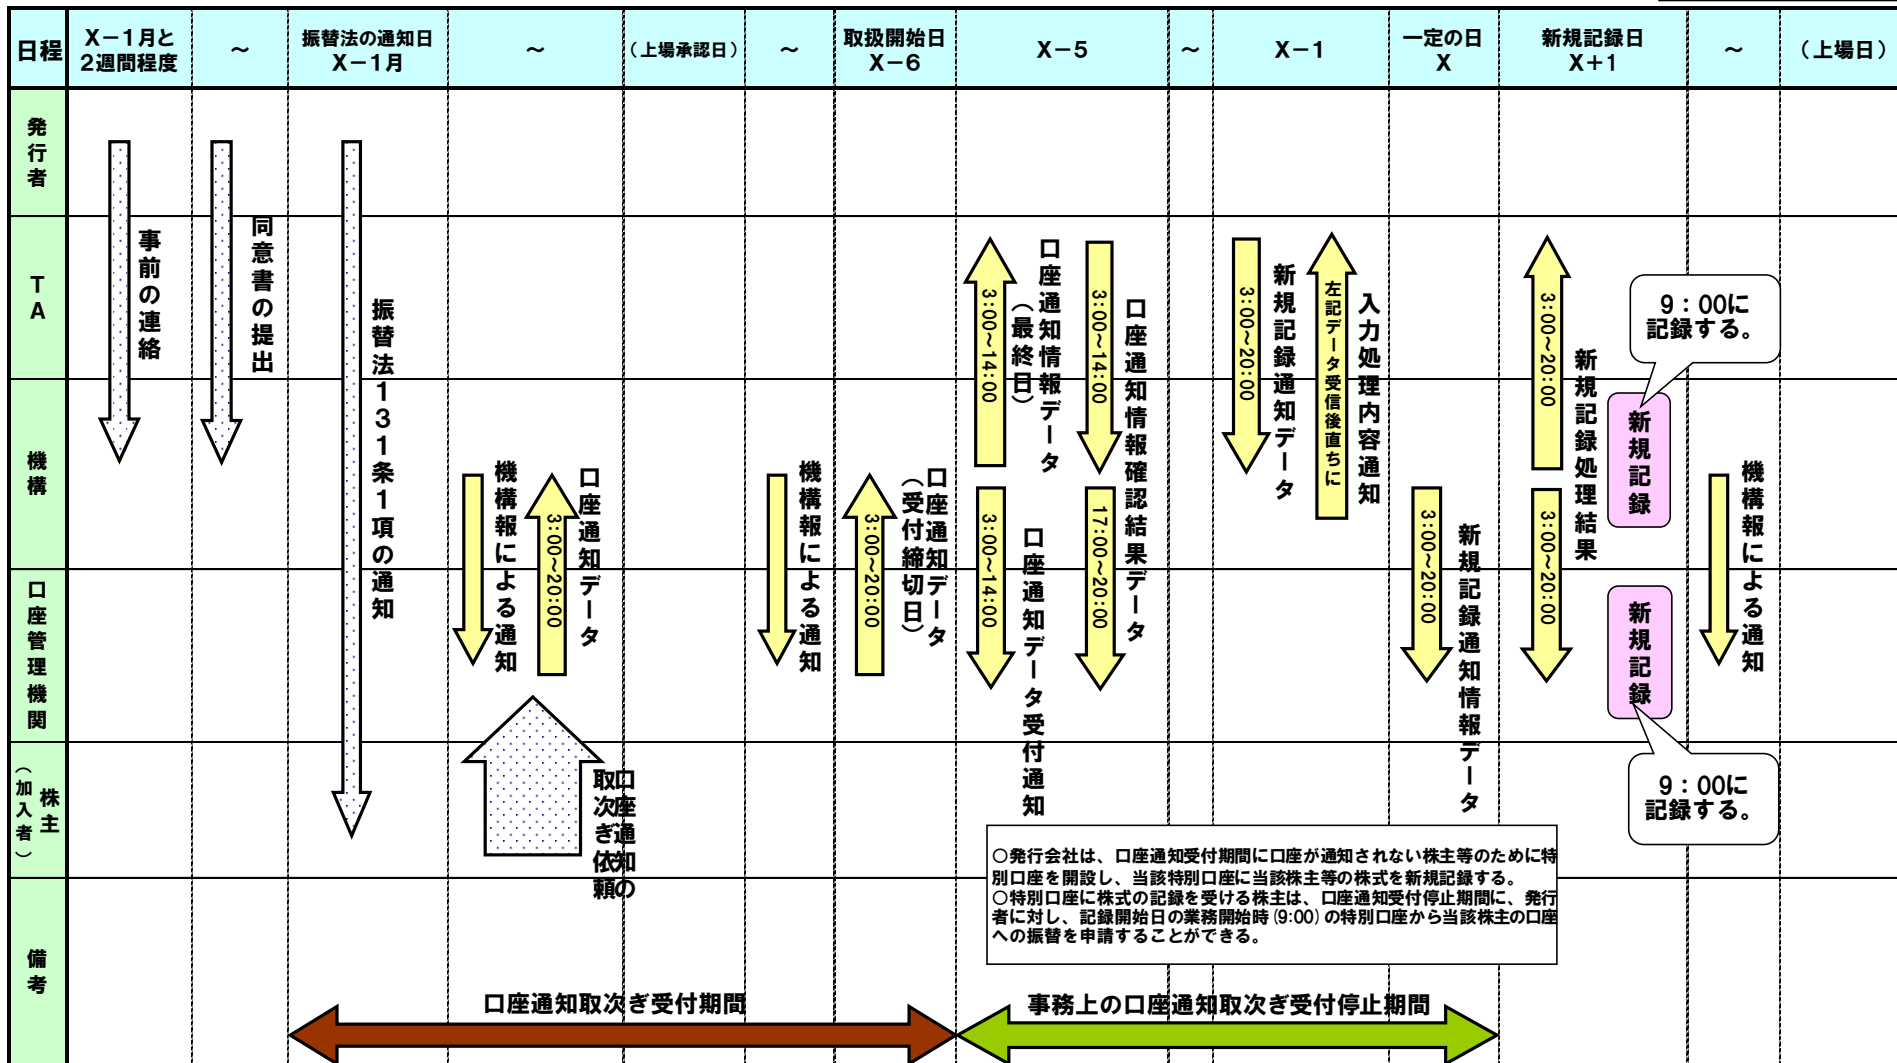 日程
X－1月と
2週間程度
～
振替法の通知日
X－1月
～
（上場承認日）
～
取扱開始日
X－6
X－5
～
X－1
一定の日
X
新規記録日
X＋1
～
（上場日）
発行者
TA
機構
口座管理機関
株主
（加入者）
備考
事前の連絡
同意書の提出
振替法131条1項の通知
機構報による通知
3:00～20:00
口座通知データ
口座通知の
取次ぎ依頼
機構報による通知
3:00～20:00
口座通知データ
（受付締切日）
3:00～14:00
口座通知情報データ
（最終日）
3:00～14:00
口座通知データ受付通知
3:00～14:00
17:00～20:00
口座通知情報確認結果データ
3:00～20:00
新規記録通知データ
左記データ受信後直ちに
入力処理内容通知
3:00～20:00
新規記録通知情報データ
3:00～20:00
3:00～20:00
新規記録処理結果
9：00に
記録する。
新規記録
新規記録
9：00に
記録する。
機構報による通知
○発行会社は、口座通知受付期間に口座が通知されない株主等のために特
別口座を開設し、当該特別口座に当該株主等の株式を新規記録する。
○特別口座に株式の記録を受ける株主は、口座通知受付停止期間に、発行
者に対し、記録開始日の業務開始時(9:00)の特別口座から当該株主の口座
への振替を申請することができる。
口座通知取次ぎ受付期間
事務上の口座通知取次ぎ受付停止期間